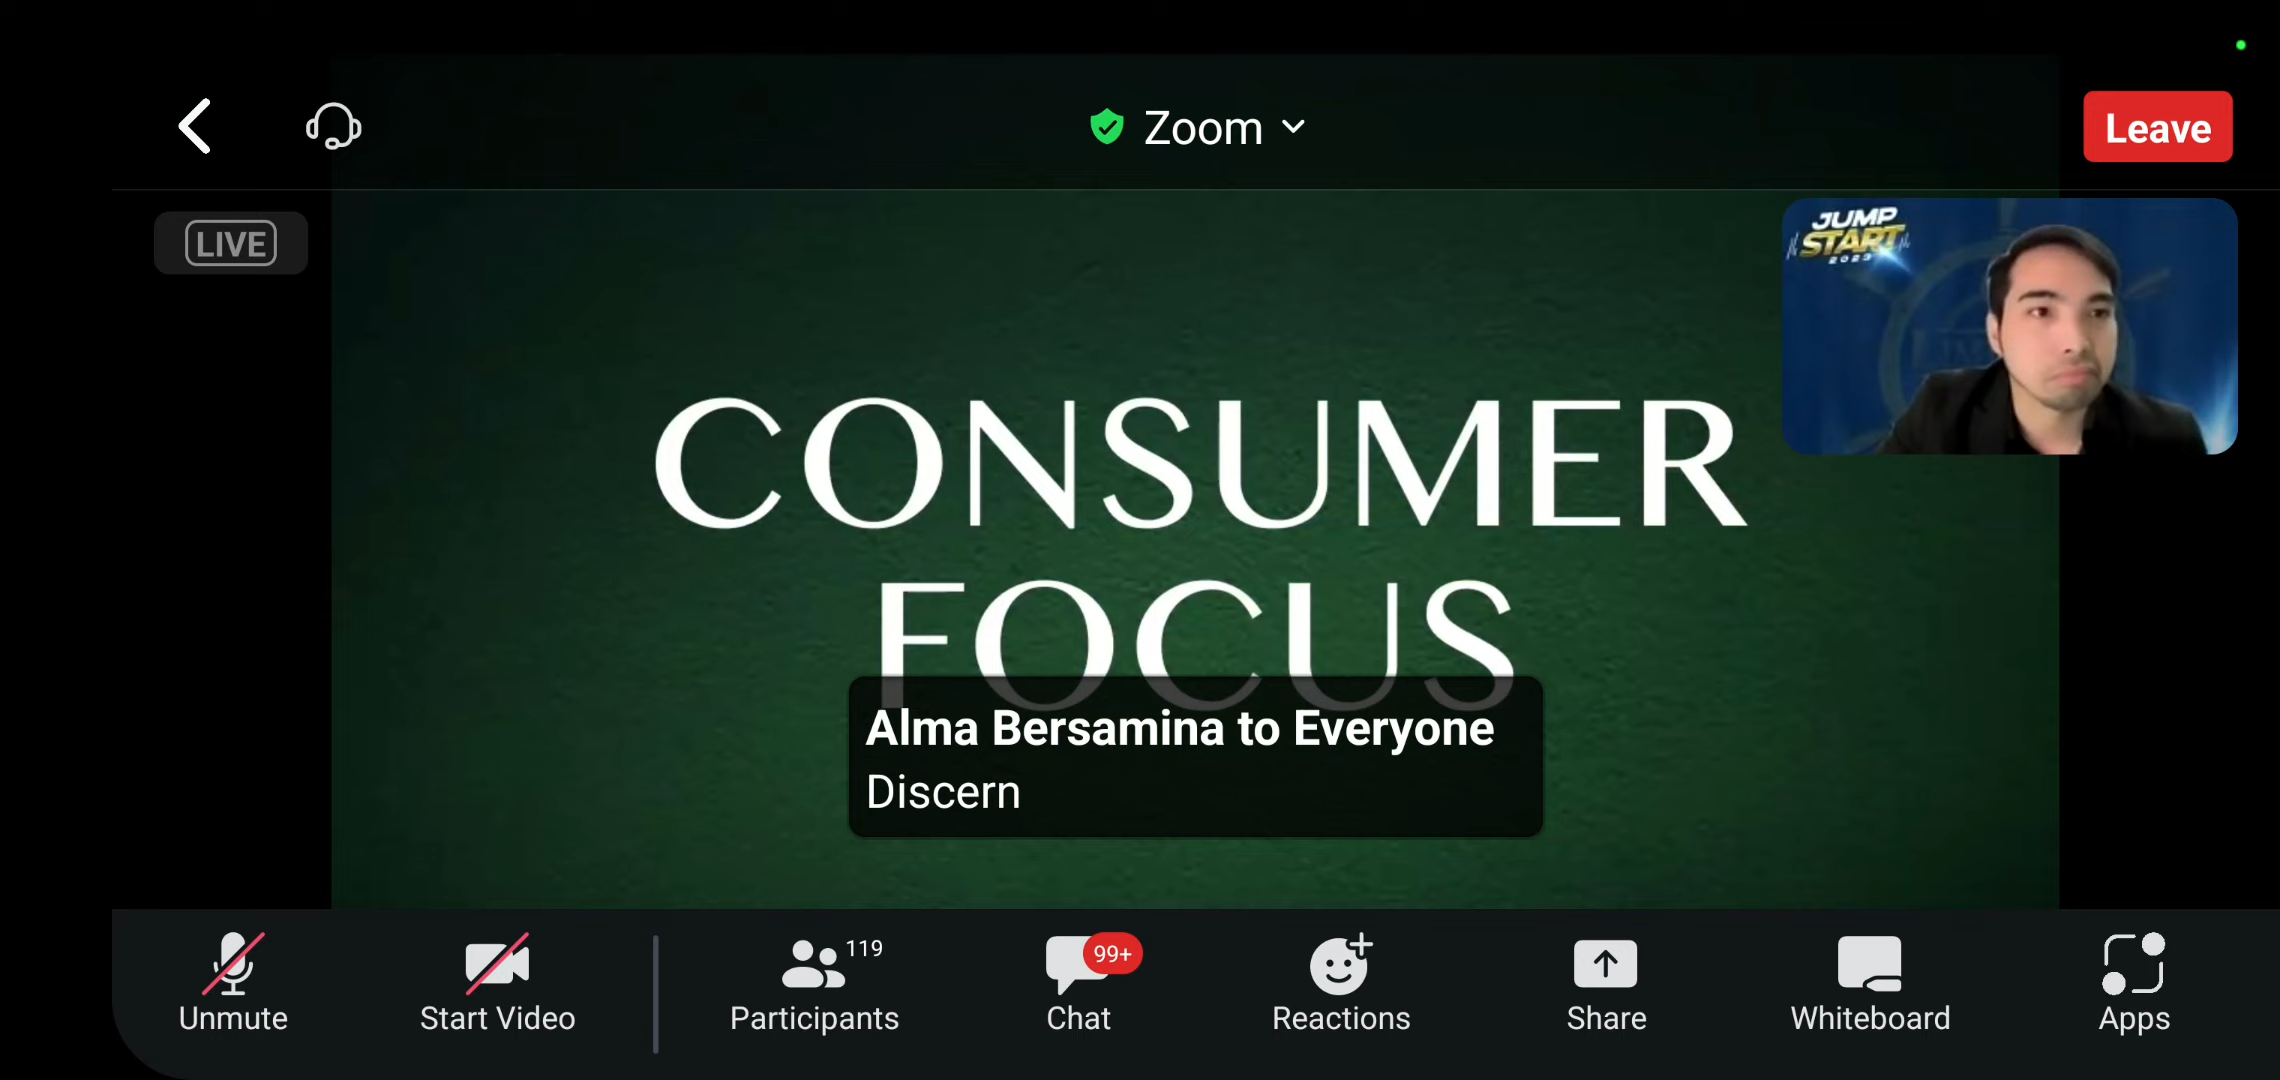 Zoom
Leave
LIVE
JUMP
START
2023
CONSUMER
FOCUS
Alma Bersamina to Everyone
Discern
Unmute
Start Video
119
Participants
99+
Chat
Reactions
Share
Whiteboard
Apps